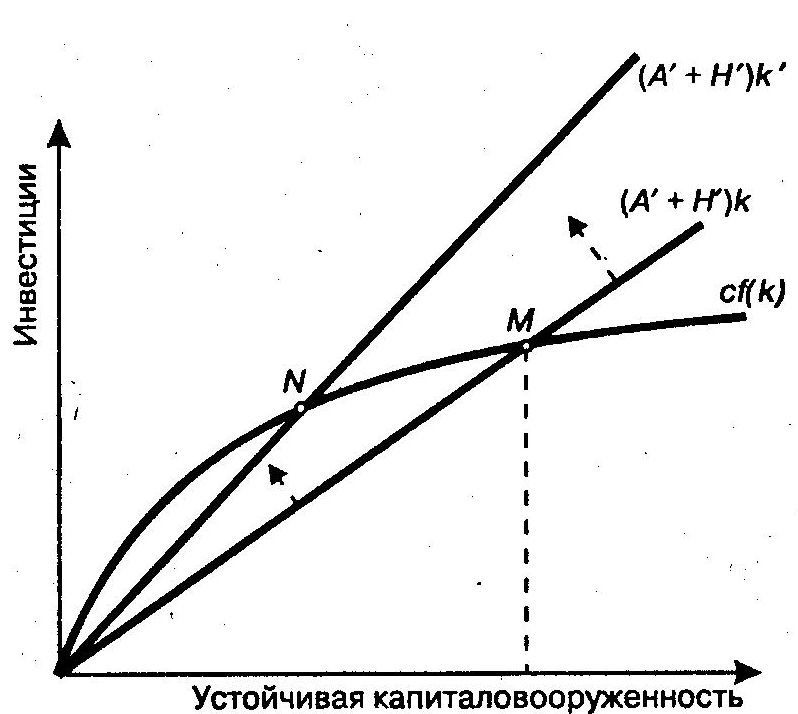 (A′ + H′)k′
(A′ + H′)k
cf(k)
M
N
Инвестиции
Устойчивая капиталовооруженность